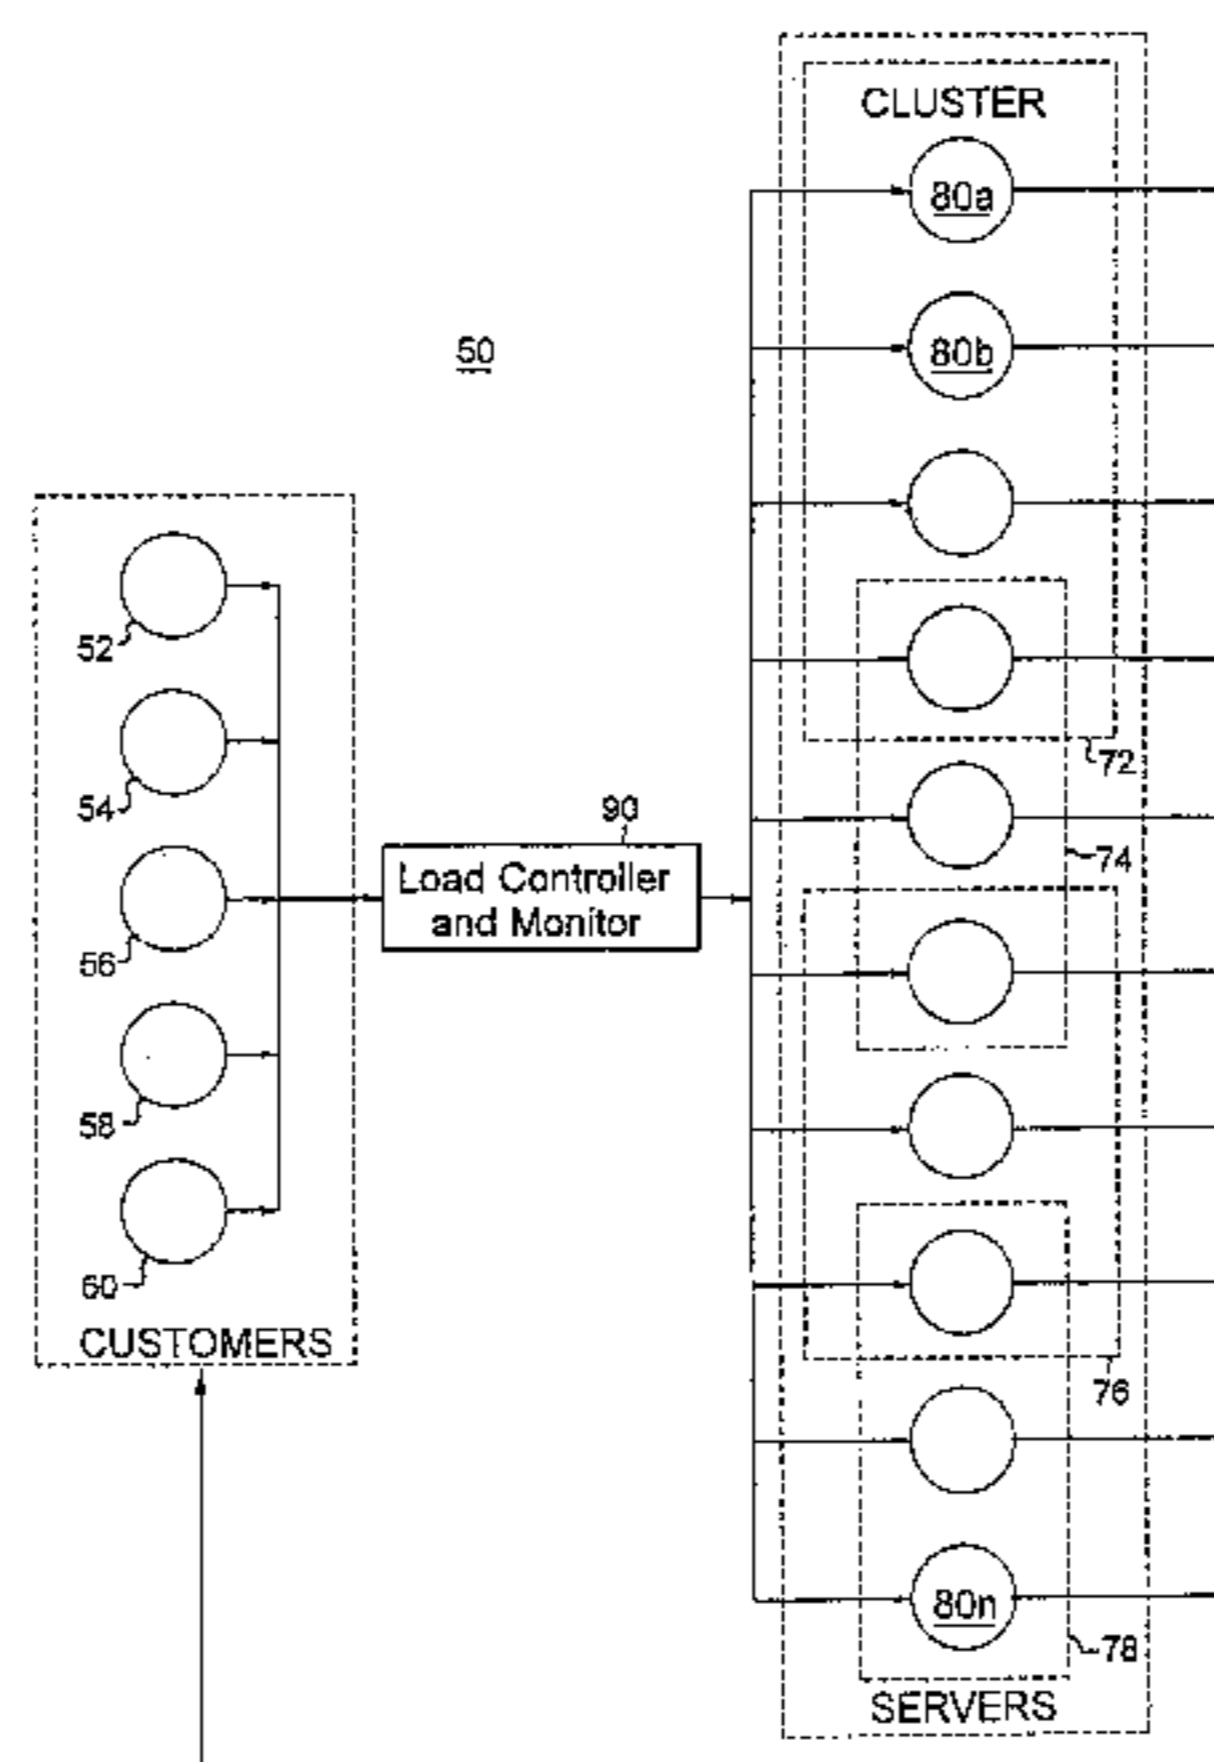 CLUSTER
80a
50
80b
52
72
54
90
74
Load Controller
and Monitor
56
58
60
CUSTOMERS
76
80n
78
SERVERS